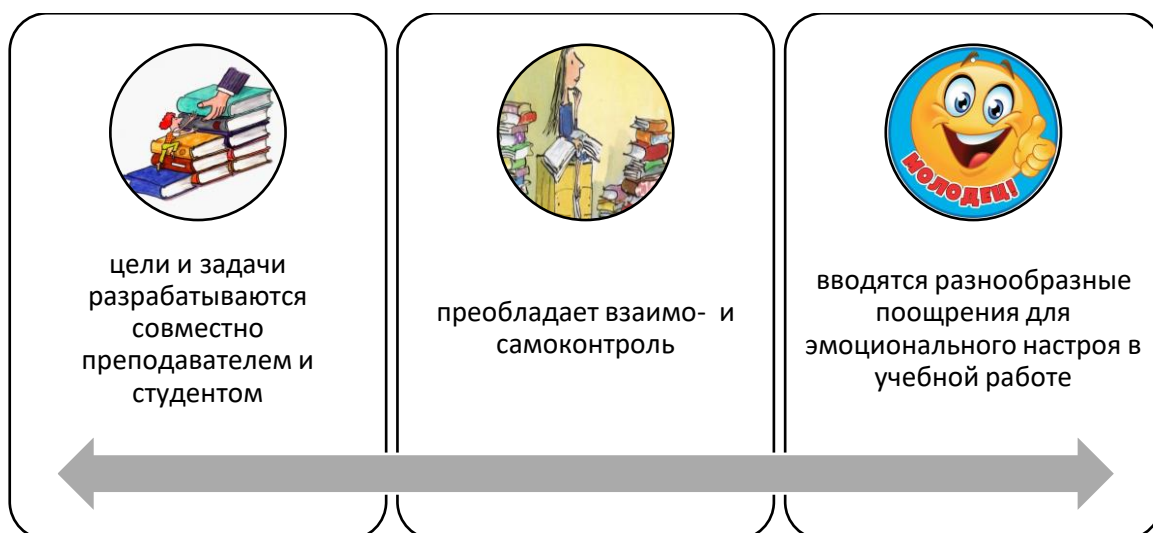 МОЛОДЕЦ!
цели и задачи
разрабатываются
совместно
преподавателем и
студентом
преобладает взаимо- и
самоконтроль
вводятся разнообразные
поощрения для
эмоционального настроя в
учебной работе